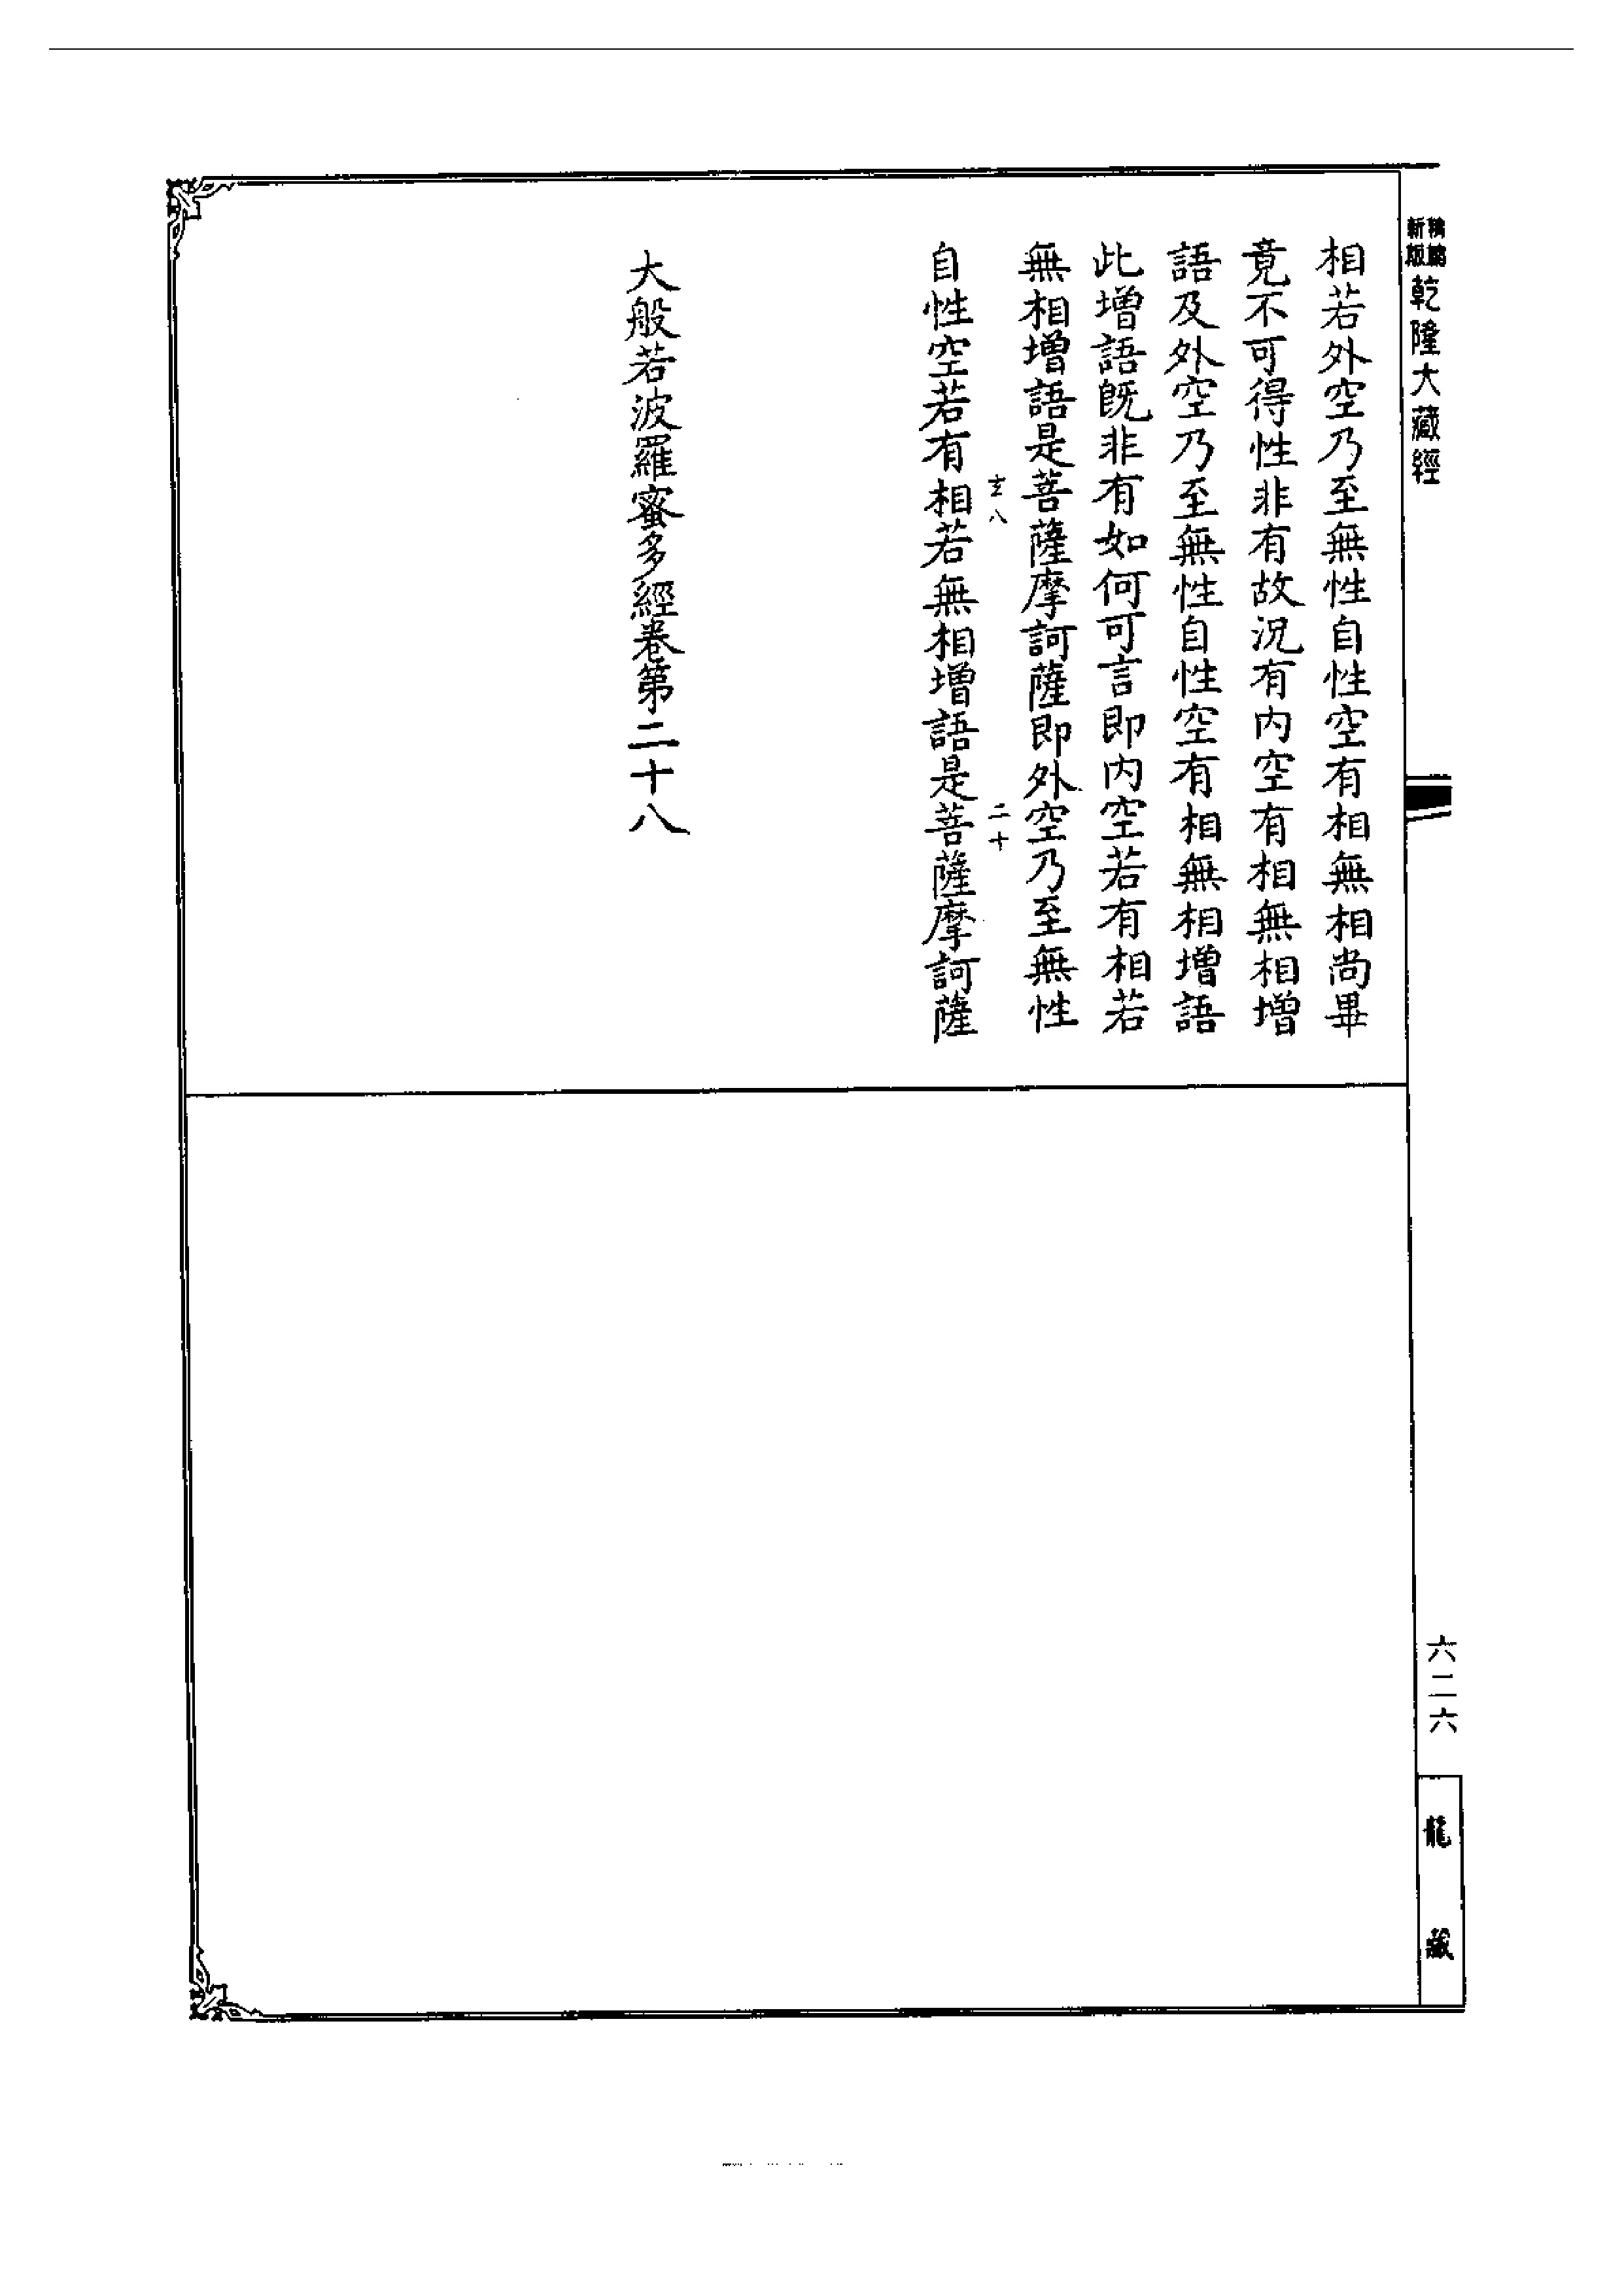 新版精編乾隆大藏經
相若外空乃至無性自性空有相無相尚畢
竟不可得性非有故況有内空有相無相增
語及外空乃至無性自性空有相無相增語
此增語既非有如何可言即内空若有相若
無相增語是菩薩摩訶薩即外空乃至無性
玄八 二十
自性空若有相若無相增語是菩薩摩訶薩
大般若波羅蜜多經卷第二十八
六二六
龍藏